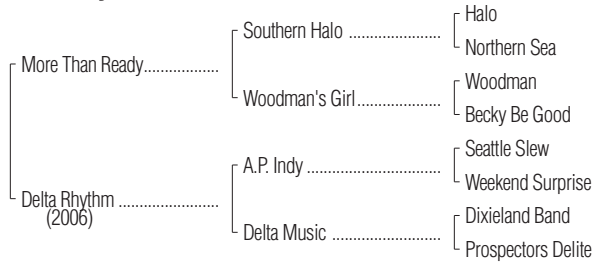 Halo
Southern Halo ......................
Northern Sea
More Than Ready..................
Woodman
Woodman's Girl....................
Becky Be Good
Seattle Slew
A.P. Indy ................................
Weekend Surprise
Delta Rhythm ........................
(2006)
Dixieland Band
Delta Music ..........................
Prospectors Delite